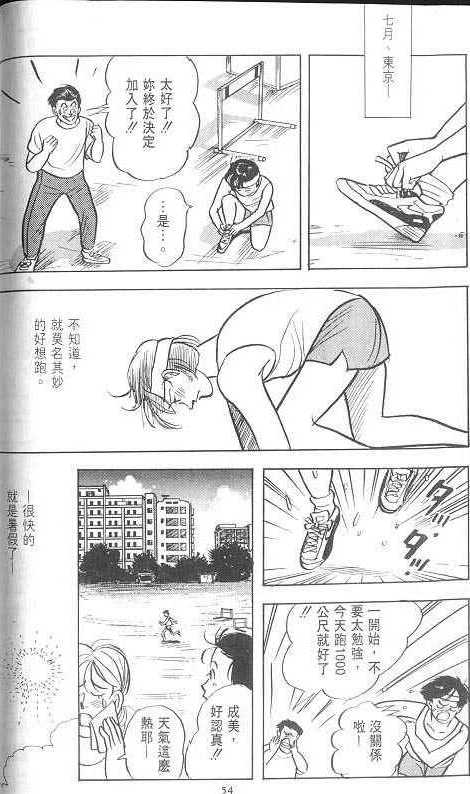 七月、東京—
太好了!!
妳終於決定
加入了!!
…是…。
不知道，
就莫名其妙
的好想跑。
ダッ
ダッ
一開始，不
要太勉強，
今天跑1000
公尺就好了
沒關係
啦—
成美，
好認真!!
天氣這麼
熱耶—
—很快的
就是暑假了—
54